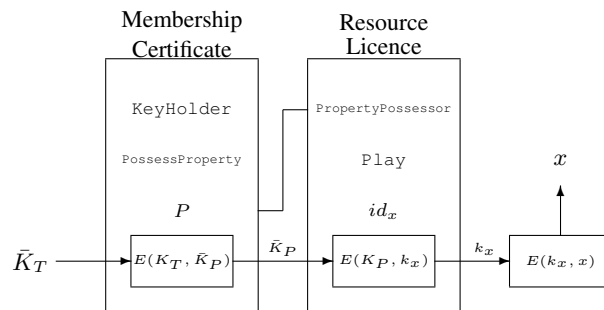 Membership
Certificate
Resource
Licence
KeyHolder
PropertyPossessor
PossessProperty
Play
x
P
id_x
K̄_T
E(K_T, K̄_P)
K̄_P
E(K_P, k_x)
k_x
E(k_x, x)